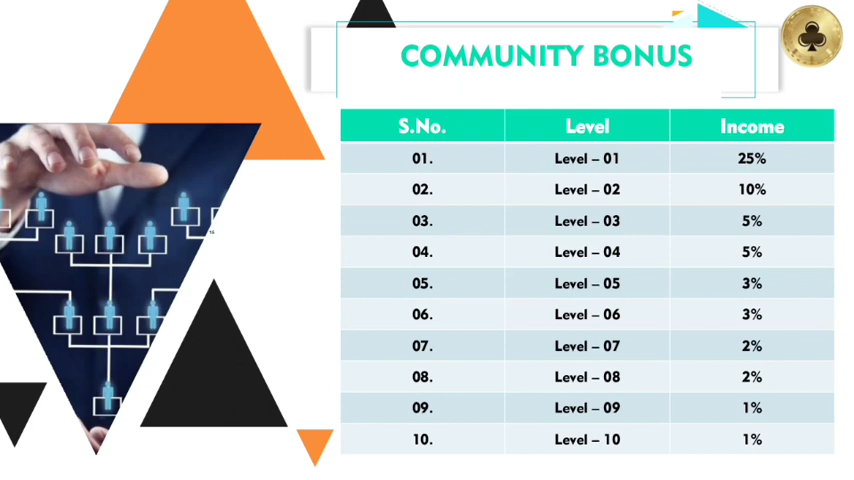 COMMUNITY BONUS
S.No. Level Income
01. Level – 01 25%
02. Level – 02 10%
03. Level – 03 5%
04. Level – 04 5%
05. Level – 05 3%
06. Level – 06 3%
07. Level – 07 2%
08. Level – 08 2%
09. Level – 09 1%
10. Level – 10 1%